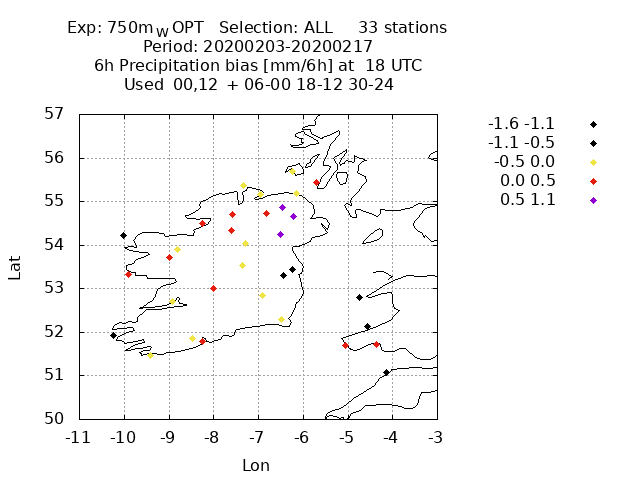 Exp: 750m_W OPT   Selection: ALL     33 stations
Period: 20200203-20200217
6h Precipitation bias [mm/6h] at  18 UTC
Used  00,12  + 06-00 18-12 30-24
-1.6 -1.1
-1.1 -0.5
-0.5 0.0
0.0 0.5
0.5 1.1
57
56
55
54
53
52
51
50
Lat
-11 -10 -9 -8 -7 -6 -5 -4 -3
Lon